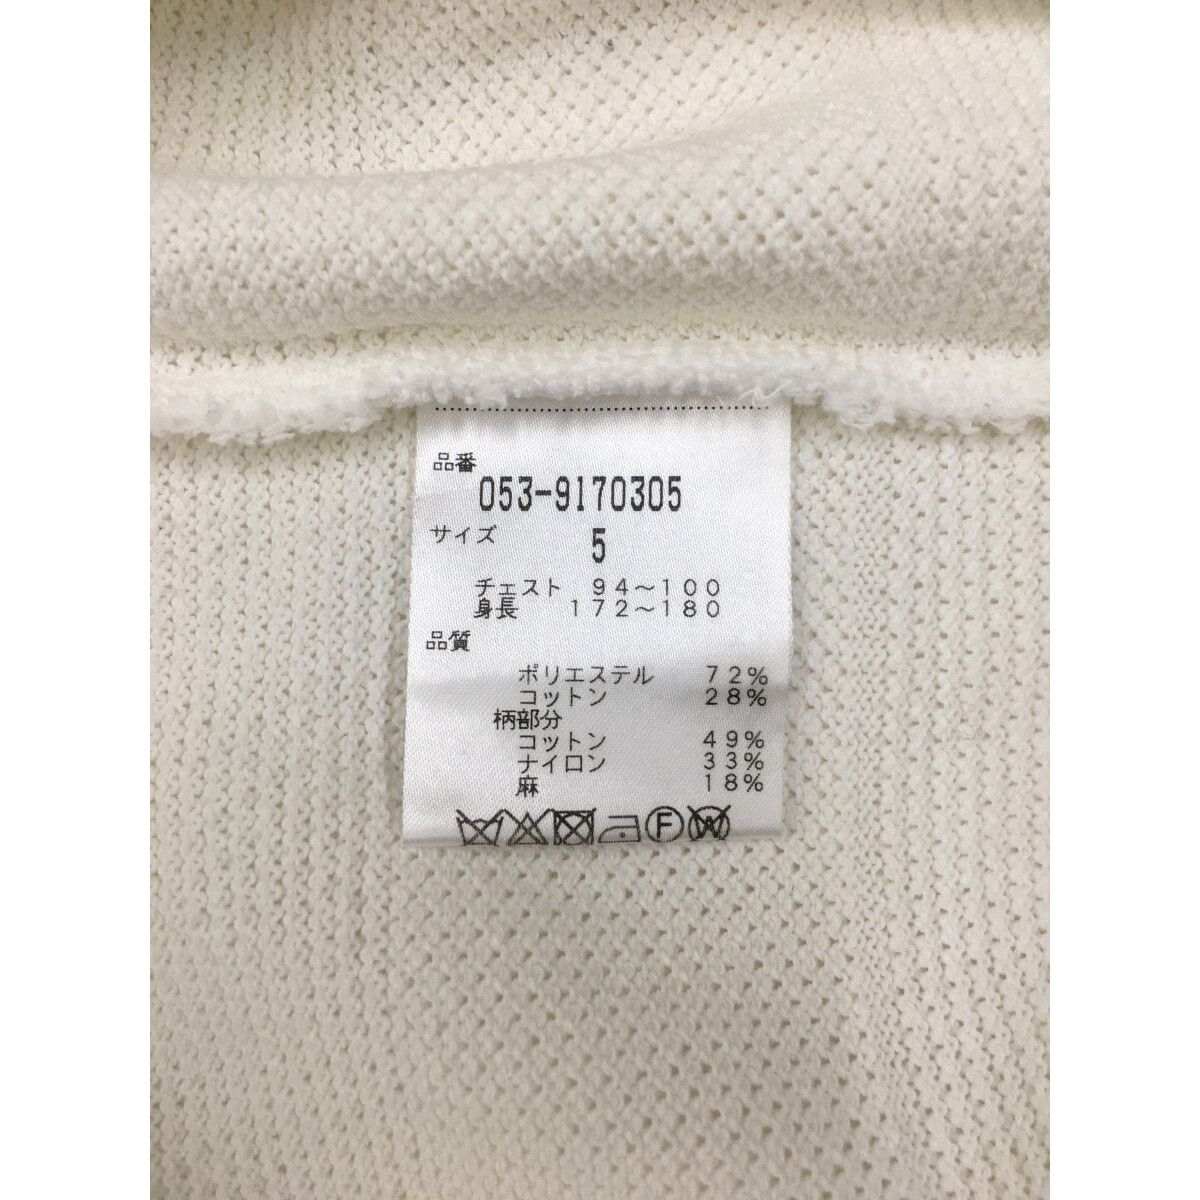 品番
053-9170305
サイズ 5
チェスト 94~100
身長 172~180
品質
ポリエステル 72%
コットン 28%
柄部分
コットン 49%
ナイロン 33%
麻 18%
F W